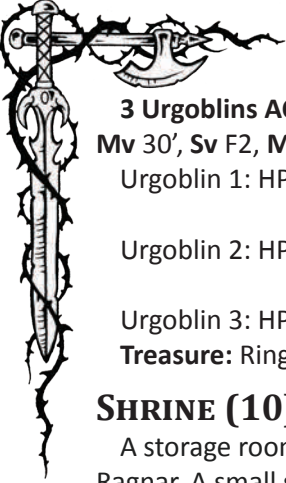 3 Urgoblins A
Mv 30’, Sv F2, M
Urgoblin 1: HP
Urgoblin 2: HP
Urgoblin 3: HP
Treasure: Ring
SHRINE (10)
A storage room
Ragnar. A small